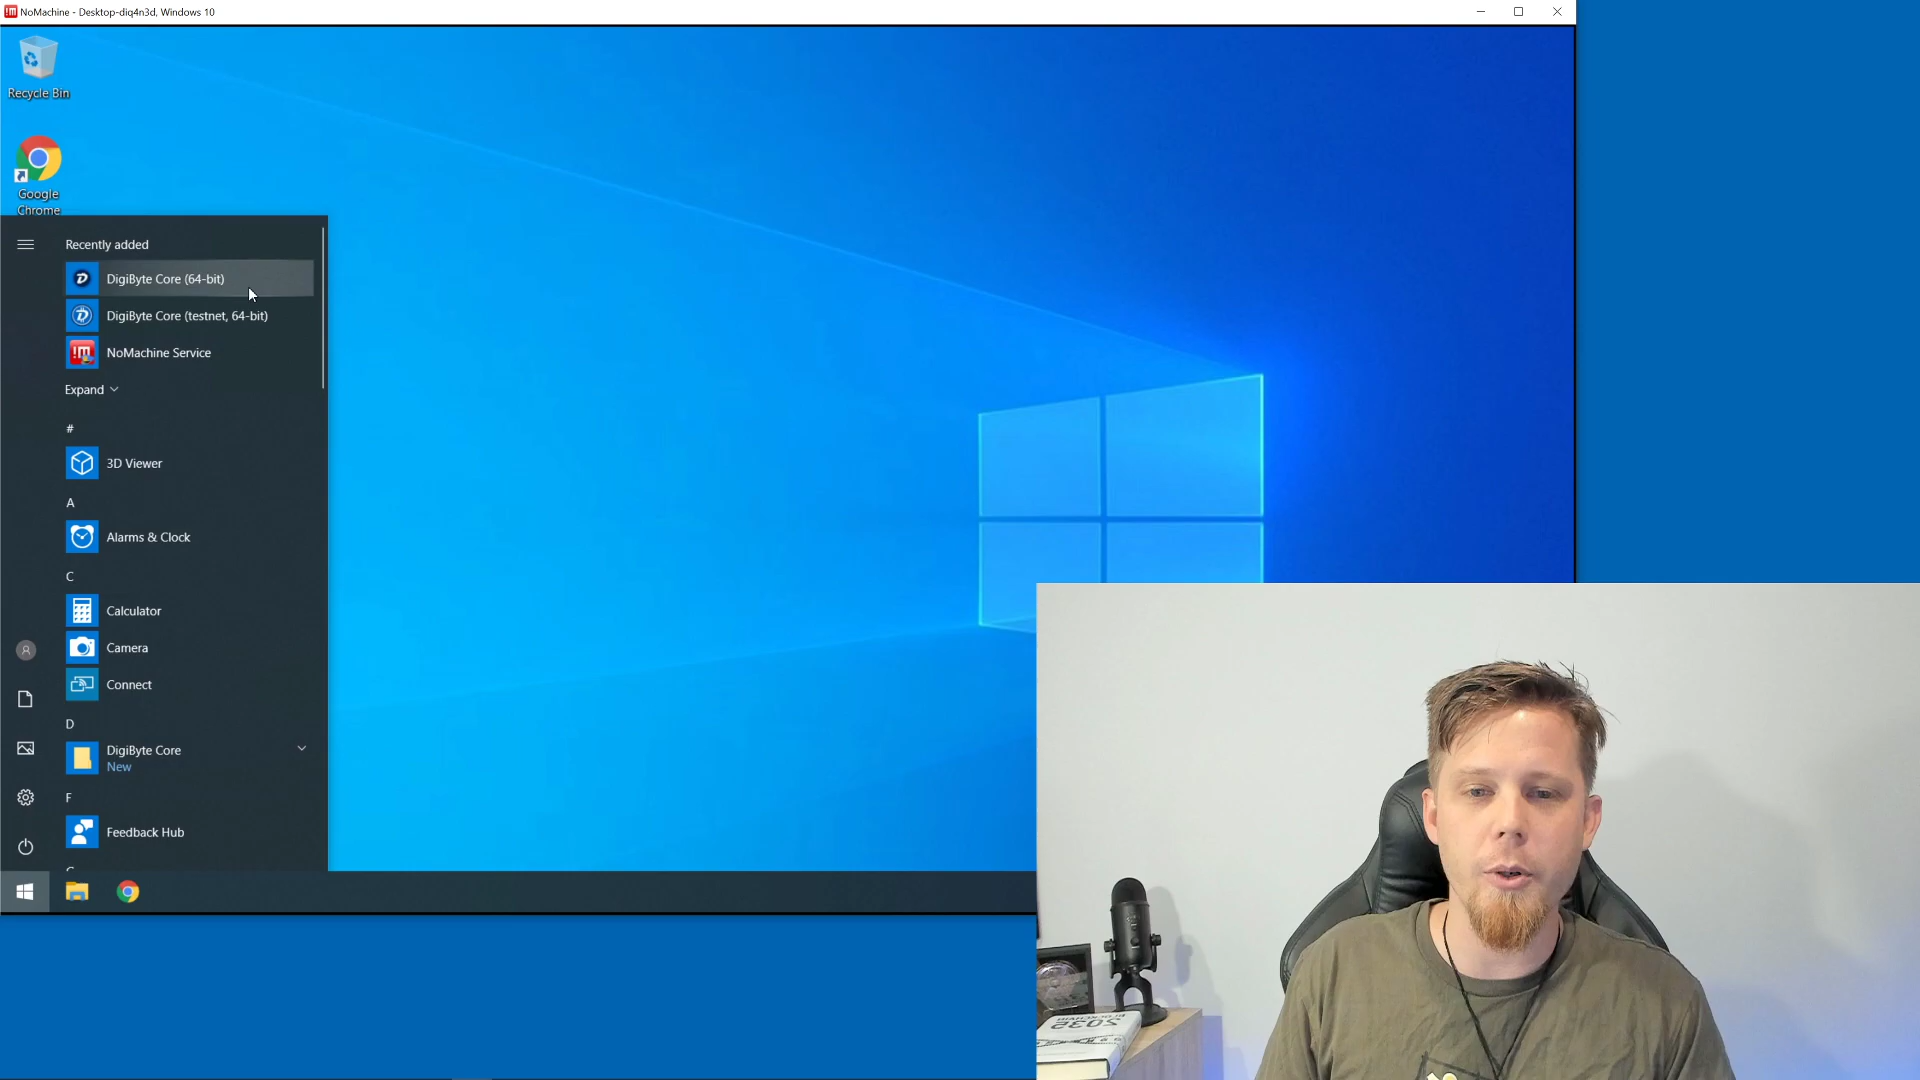 NoMachine - Desktop-diq4n3d, Windows 10
Recycle Bin
Google
Chrome
Recently added
DigiByte Core (64-bit)
DigiByte Core (testnet, 64-bit)
!M
NoMachine Service
Expand
#
3D Viewer
A
Alarms & Clock
C
Calculator
Camera
Connect
D
DigiByte Core
New
F
Feedback Hub
2035